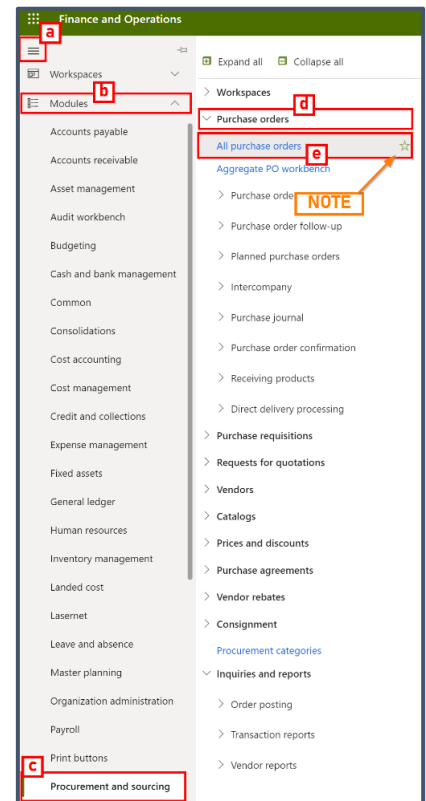 Finance and Operations
a
Workspaces
b
Modules
Accounts payable
Accounts receivable
Asset management
Audit workbench
Budgeting
Cash and bank management
Common
Consolidations
Cost accounting
Cost management
Credit and collections
Expense management
Fixed assets
General ledger
Human resources
Inventory management
Landed cost
Lasernet
Leave and absence
Master planning
Organization administration
Payroll
Print buttons
c
Procurement and sourcing
Expand all Collapse all
Workspaces
d
Purchase orders
All purchase orders
e
Aggregate PO workbench
NOTE
Purchase orde
Purchase order follow-up
Planned purchase orders
Intercompany
Purchase journal
Purchase order confirmation
Receiving products
Direct delivery processing
Purchase requisitions
Requests for quotations
Vendors
Catalogs
Prices and discounts
Purchase agreements
Vendor rebates
Consignment
Procurement categories
Inquiries and reports
Order posting
Transaction reports
Vendor reports